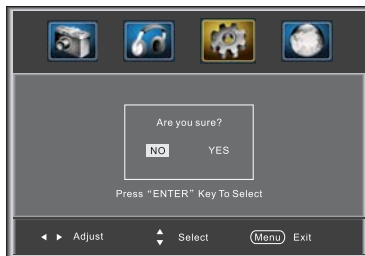 Are you sure?
NO YES
Press “ENTER” Key To Select
Adjust Select Menu Exit